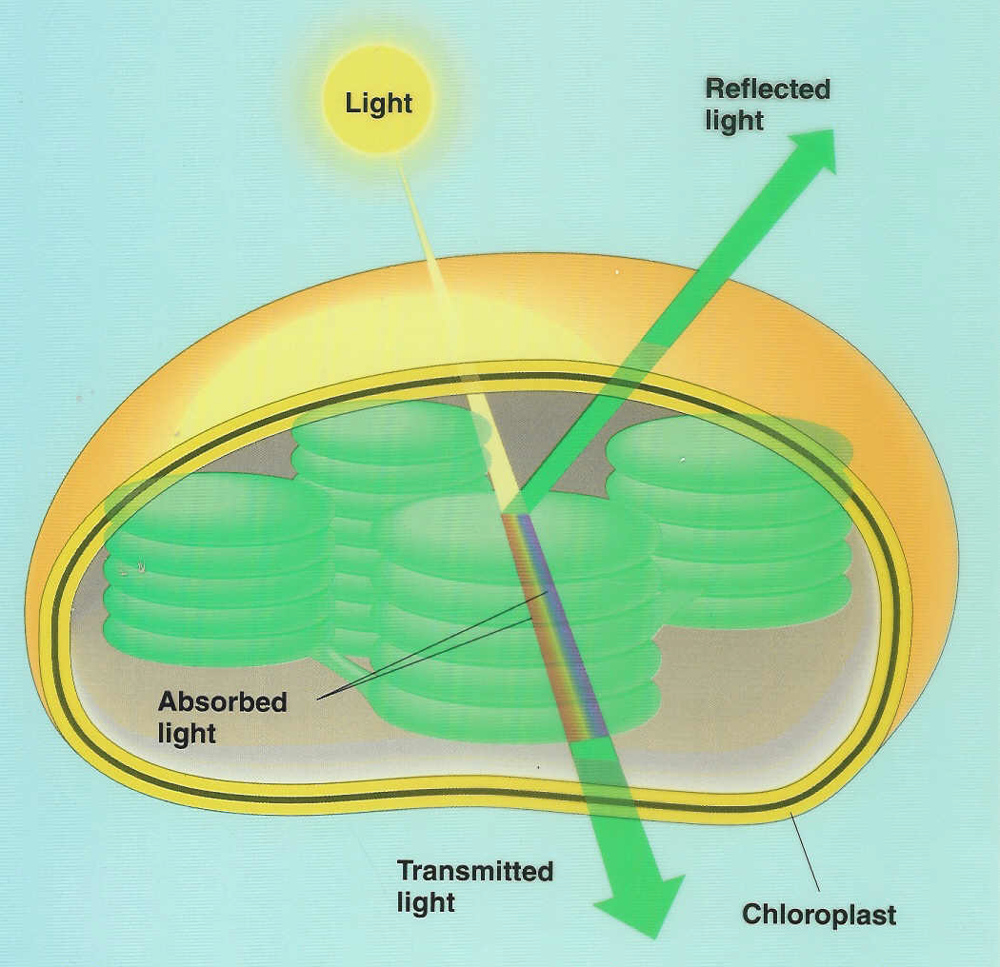 Light
Reflected
light
Absorbed
light
Transmitted
light
Chloroplast